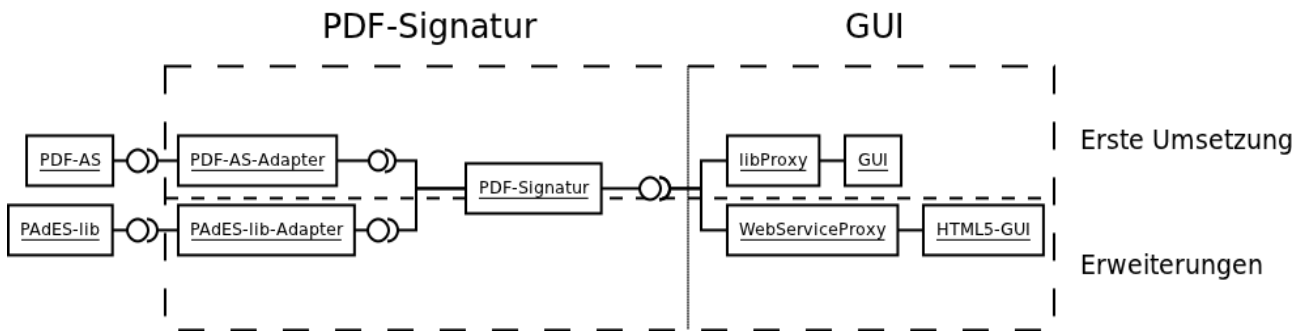 PDF-Signatur
GUI
Erste Umsetzung
PDF-AS
PDF-AS-Adapter
libProxy
GUI
PDF-Signatur
PAdES-lib
PAdES-lib-Adapter
WebServiceProxy
HTML5-GUI
Erweiterungen